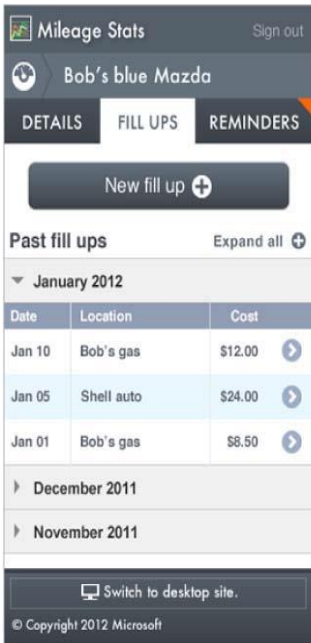 Mileage Stats Sign out
Bob's blue Mazda
DETAILS FILL UPS REMINDERS
New fill up
Past fill ups Expand all
January 2012
Date Location Cost
Jan 10 Bob's gas $12.00
Jan 05 Shell auto $24.00
Jan 01 Bob's gas $8.50
December 2011
November 2011
Switch to desktop site.
© Copyright 2012 Microsoft